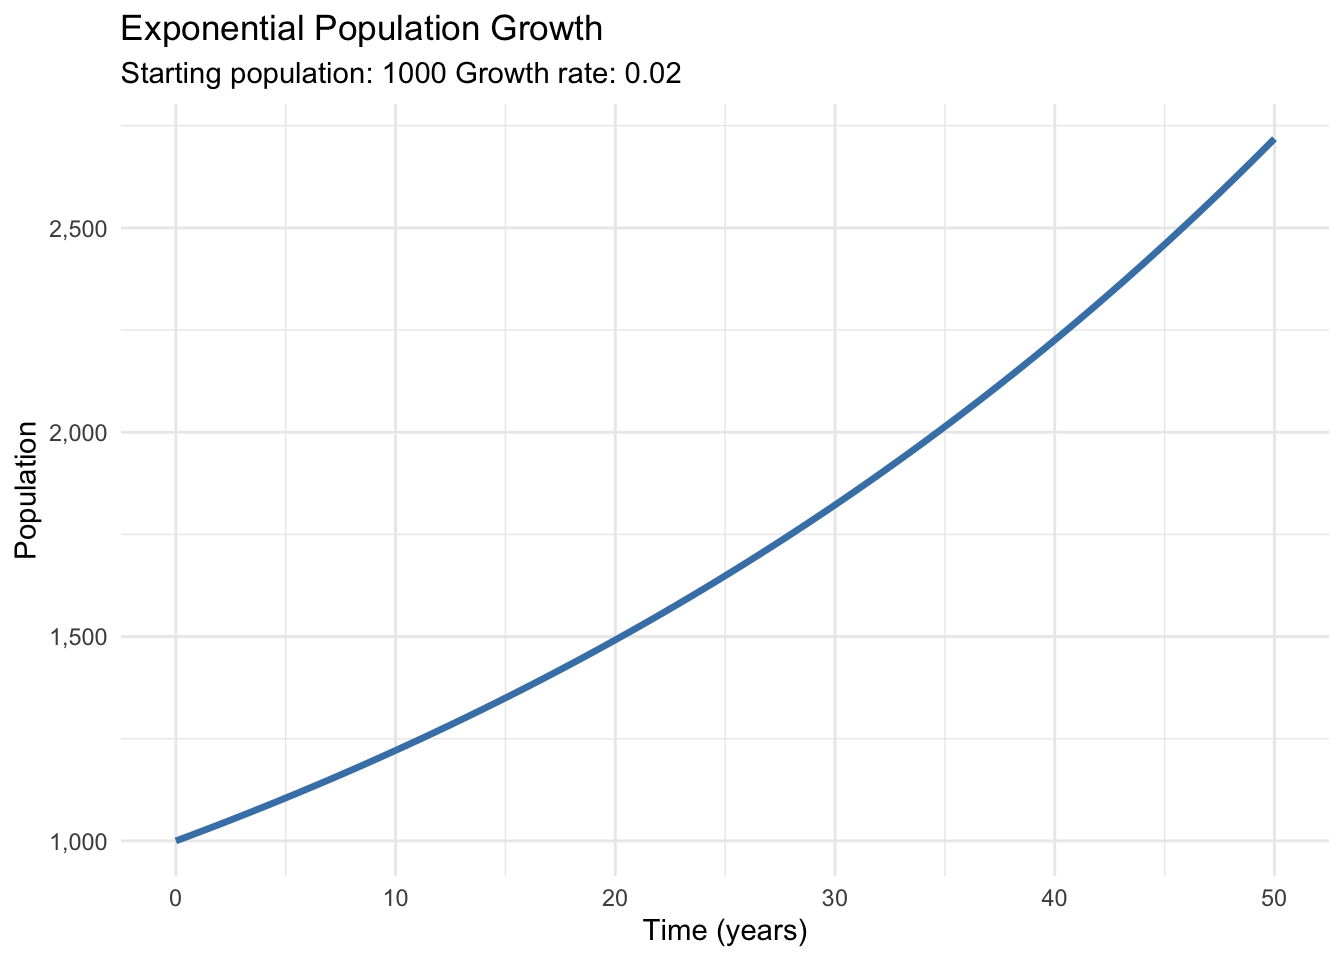 Exponential Population Growth
Starting population: 1000 Growth rate: 0.02
2,500
2,000
1,500
1,000
Population
0 10 20 30 40 50
Time (years)